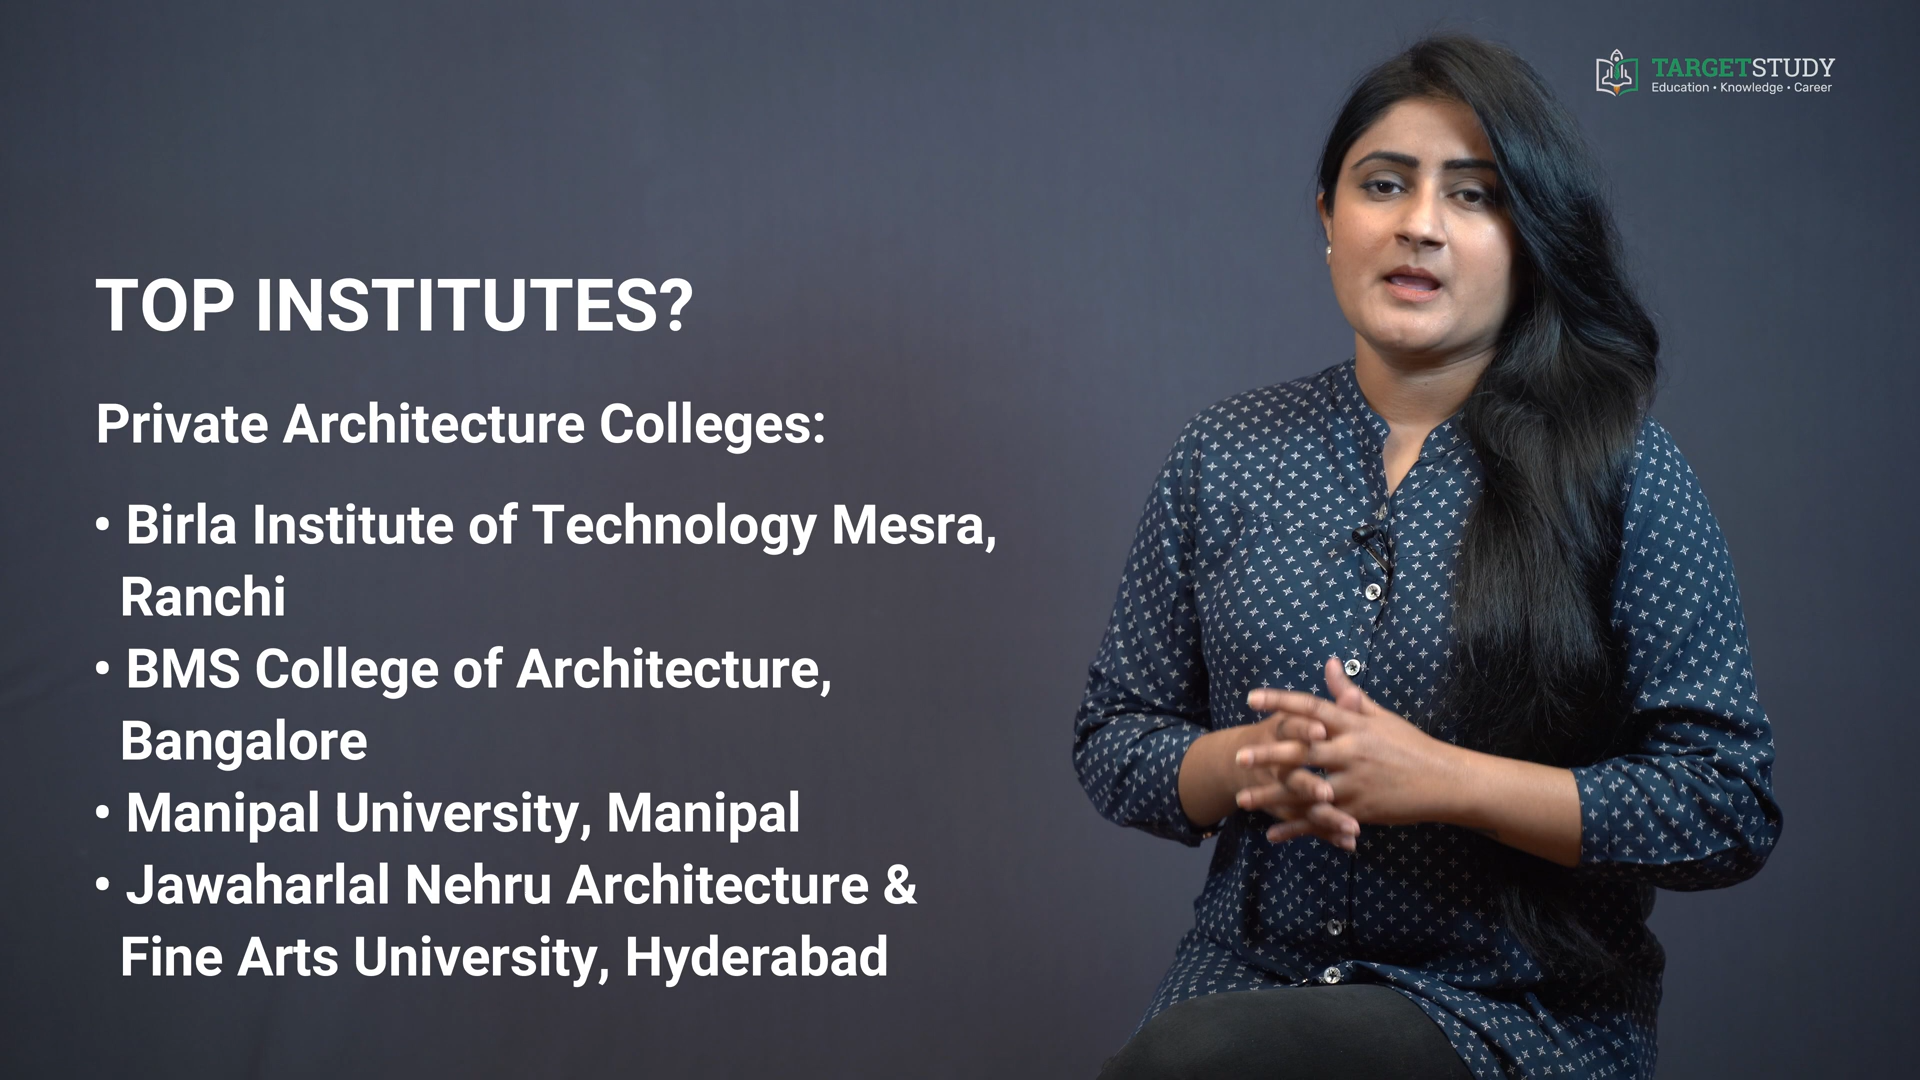 TARGETSTUDY
Education • Knowledge • Career
TOP INSTITUTES?
Private Architecture Colleges:
• Birla Institute of Technology Mesra,
Ranchi
• BMS College of Architecture,
Bangalore
• Manipal University, Manipal
• Jawaharlal Nehru Architecture &
Fine Arts University, Hyderabad